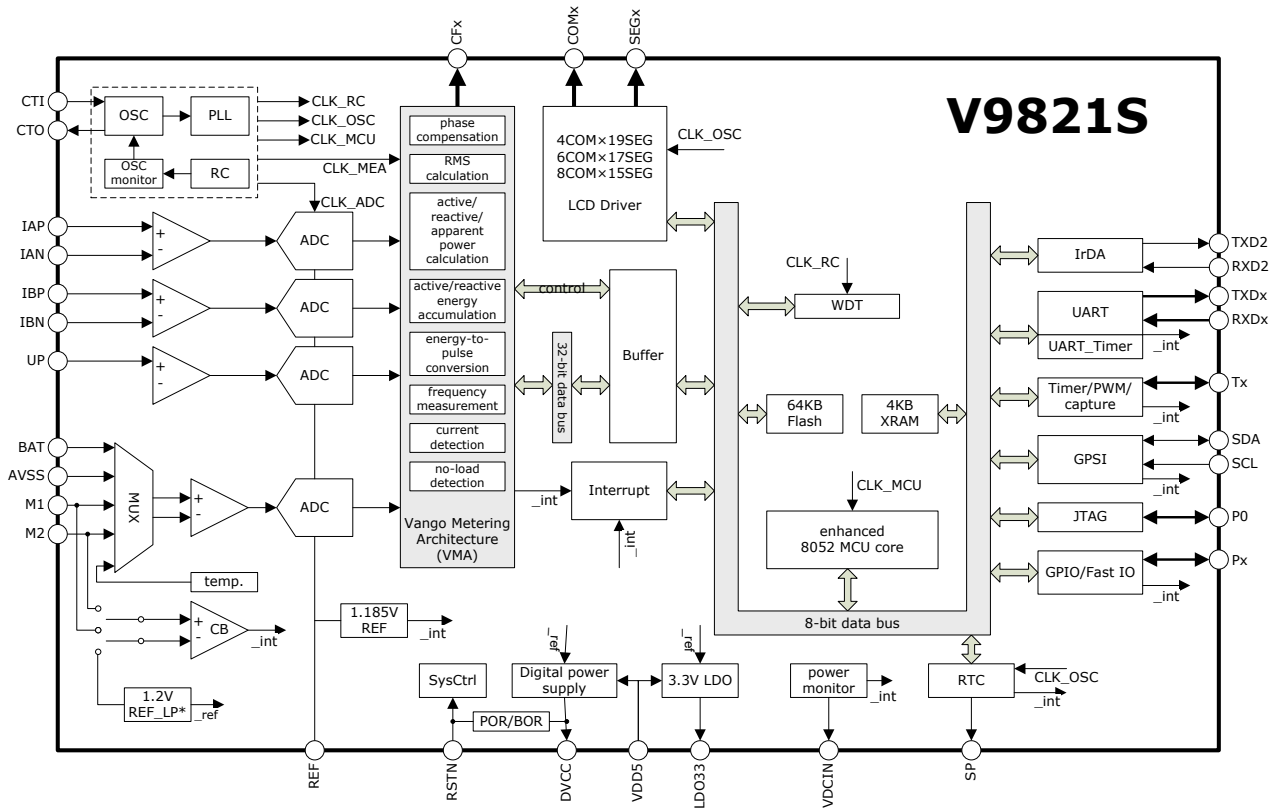 CFx
COMx
SEGx
V9821S
CTI
CTO
OSC
PLL
OSC
monitor
RC
CLK_RC
CLK_OSC
CLK_MCU
CLK_MEA
CLK_ADC
IAP
IAN
+
-
ADC
IBP
IBN
+
-
ADC
UP
+
-
ADC
BAT
AVSS
M1
M2
MUX
+
-
ADC
temp.
+
-
CB
_int
1.2V
REF_LP*
_ref
1.185V
REF
_int
phase
compensation
RMS
calculation
active/
reactive/
apparent
power
calculation
active/reactive
energy
accumulation
energy-to-
pulse
conversion
frequency
measurement
current
detection
no-load
detection
Vango Metering
Architecture
(VMA)
4COM×19SEG
6COM×17SEG
8COM×15SEG
LCD Driver
CLK_OSC
control
32-bit data bus
Buffer
_int
Interrupt
_int
CLK_RC
WDT
64KB
Flash
4KB
XRAM
CLK_MCU
enhanced
8052 MCU core
8-bit data bus
IrDA
TXD2
RXD2
UART
UART_Timer
_int
TXDx
RXDx
Timer/PWM/
capture
_int
Tx
GPSI
_int
SDA
SCL
JTAG
P0
GPIO/Fast IO
_int
Px
SysCtrl
POR/BOR
_ref
Digital power
supply
_ref
3.3V LDO
power
monitor
_int
RTC
CLK_OSC
_int
REF
RSTN
DVCC
VDD5
LDO33
VDCIN
SP